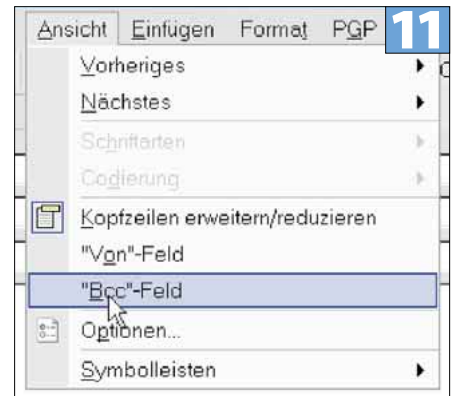 Ansicht Einfügen Format PGP 11
Vorheriges
Nächstes
Schriftarten
Codierung
Kopfzeilen erweitern/reduzieren
"Von"-Feld
"Bcc"-Feld
Optionen...
Symbolleisten